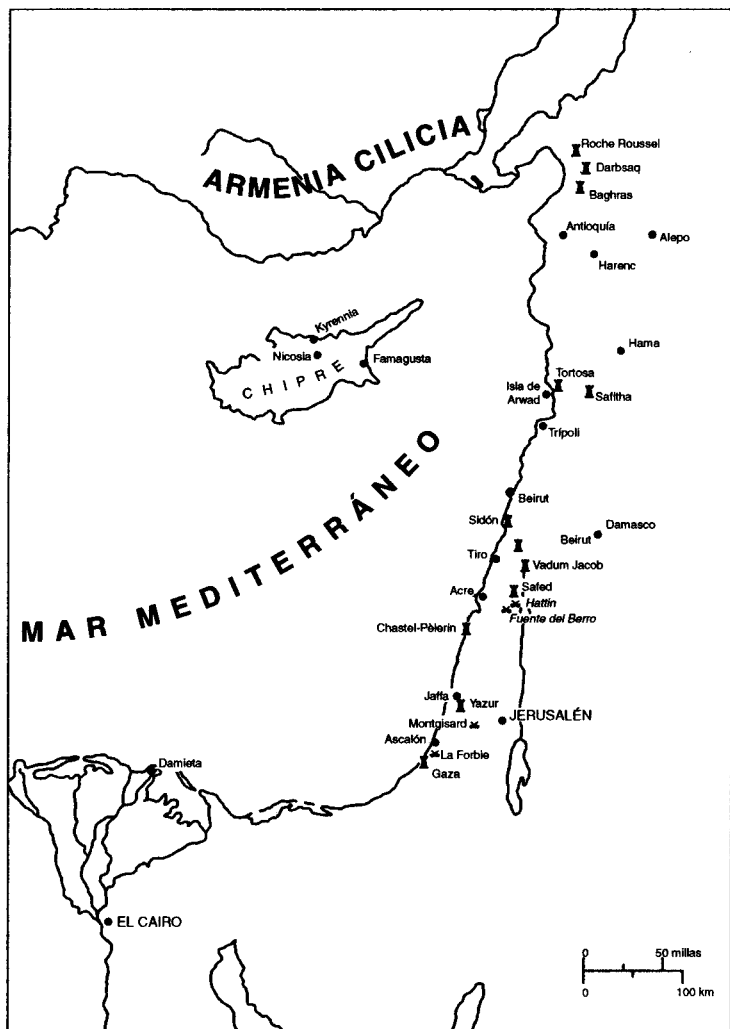 ARMENIA CILICIA
Roche Roussel
Darbsaq
Baghras
Antioquía
Alepo
Harenc
Kyrennia
Nicosia
Famagusta
CHIPRE
Hama
Tortosa
Isla de
Arwad
Safitha
Trípoli
MAR MEDITERRÁNEO
Beirut
Sidón
Damasco
Beirut
Tiro
Vadum Jacob
Safed
Acre
Hattin
Fuente del Berro
Chastel-Pèlerin
Jaffa
Yazur
Montgisard
JERUSALÉN
Ascalón
La Forbie
Gaza
Damieta
EL CAIRO
0 50 millas
0 100 km